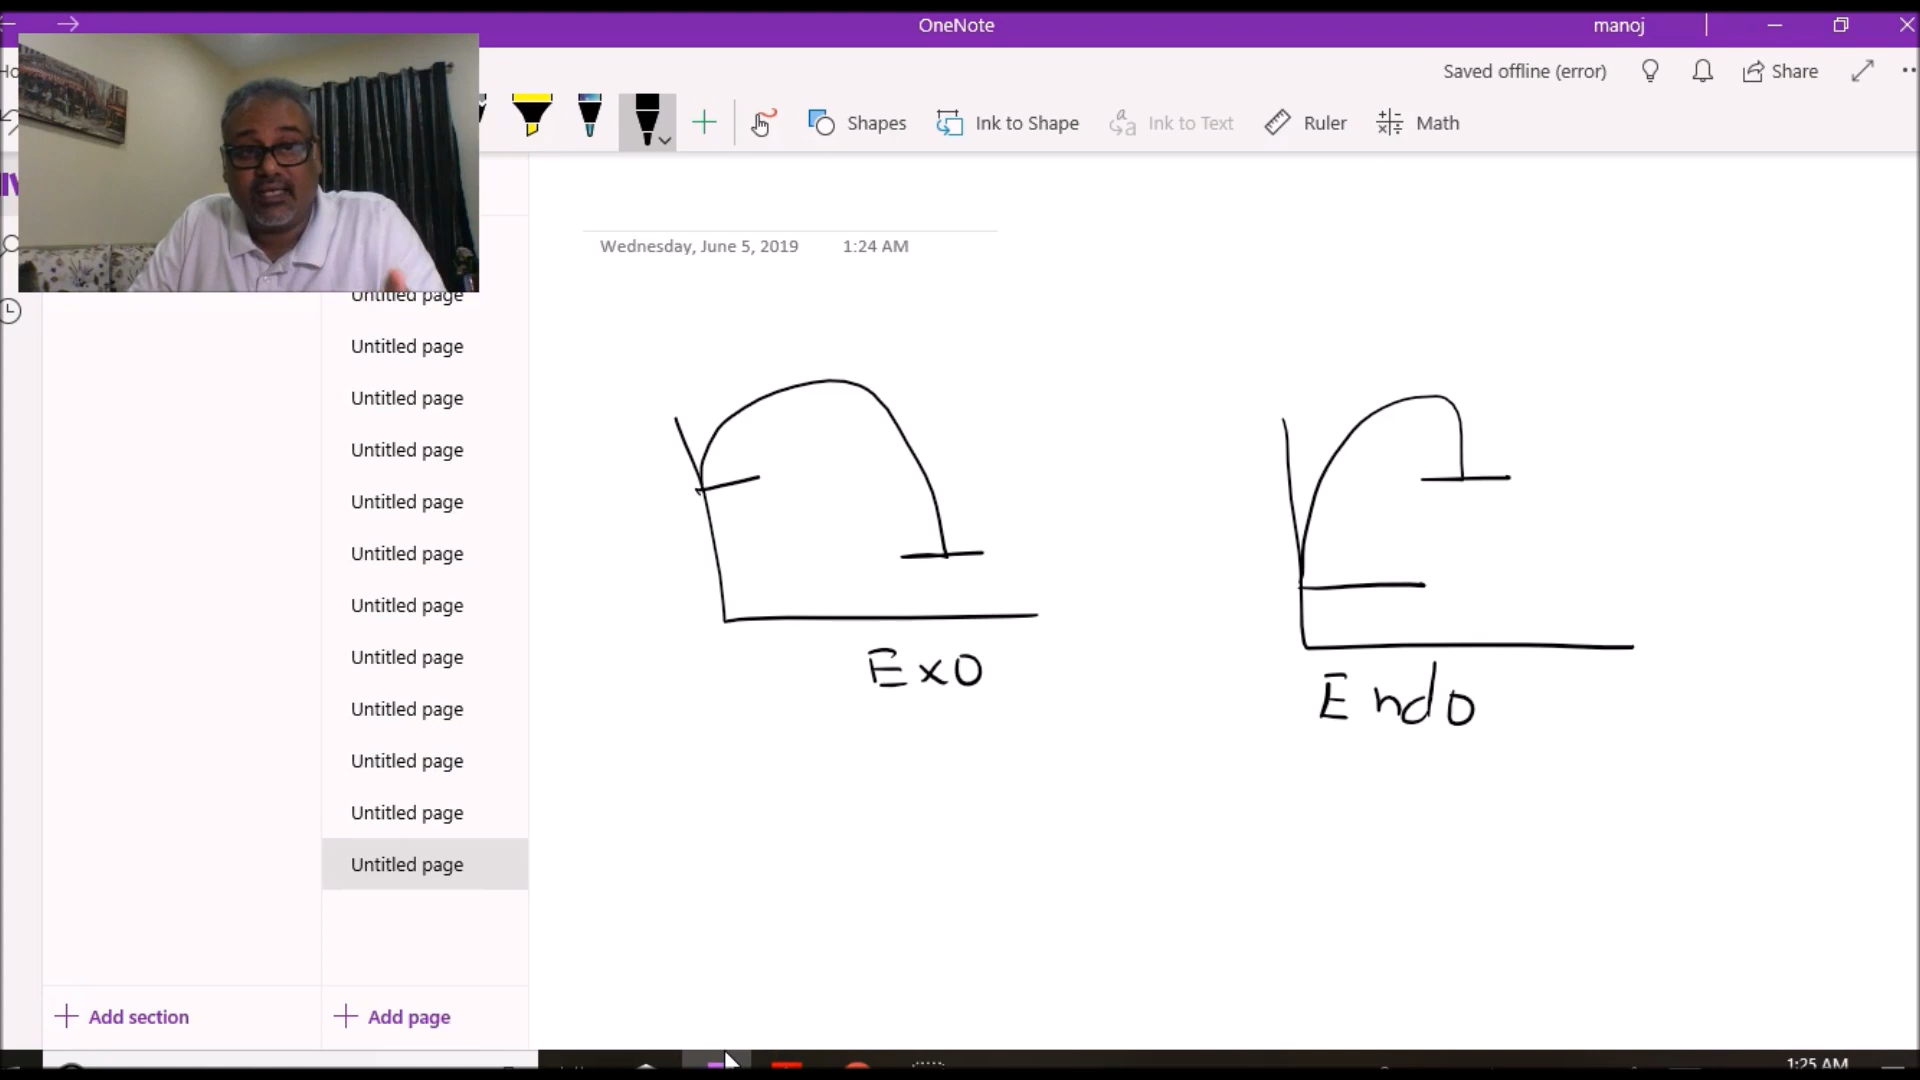 OneNote
manoj
Saved offline (error)
Share
Shapes
Ink to Shape
Ink to Text
Ruler
Math
Wednesday, June 5, 2019 1:24 AM
Untitled page
Untitled page
Untitled page
Untitled page
Untitled page
Untitled page
Untitled page
Untitled page
Untitled page
Untitled page
Untitled page
Untitled page
Exo
Endo
Add section
Add page
1:25 AM